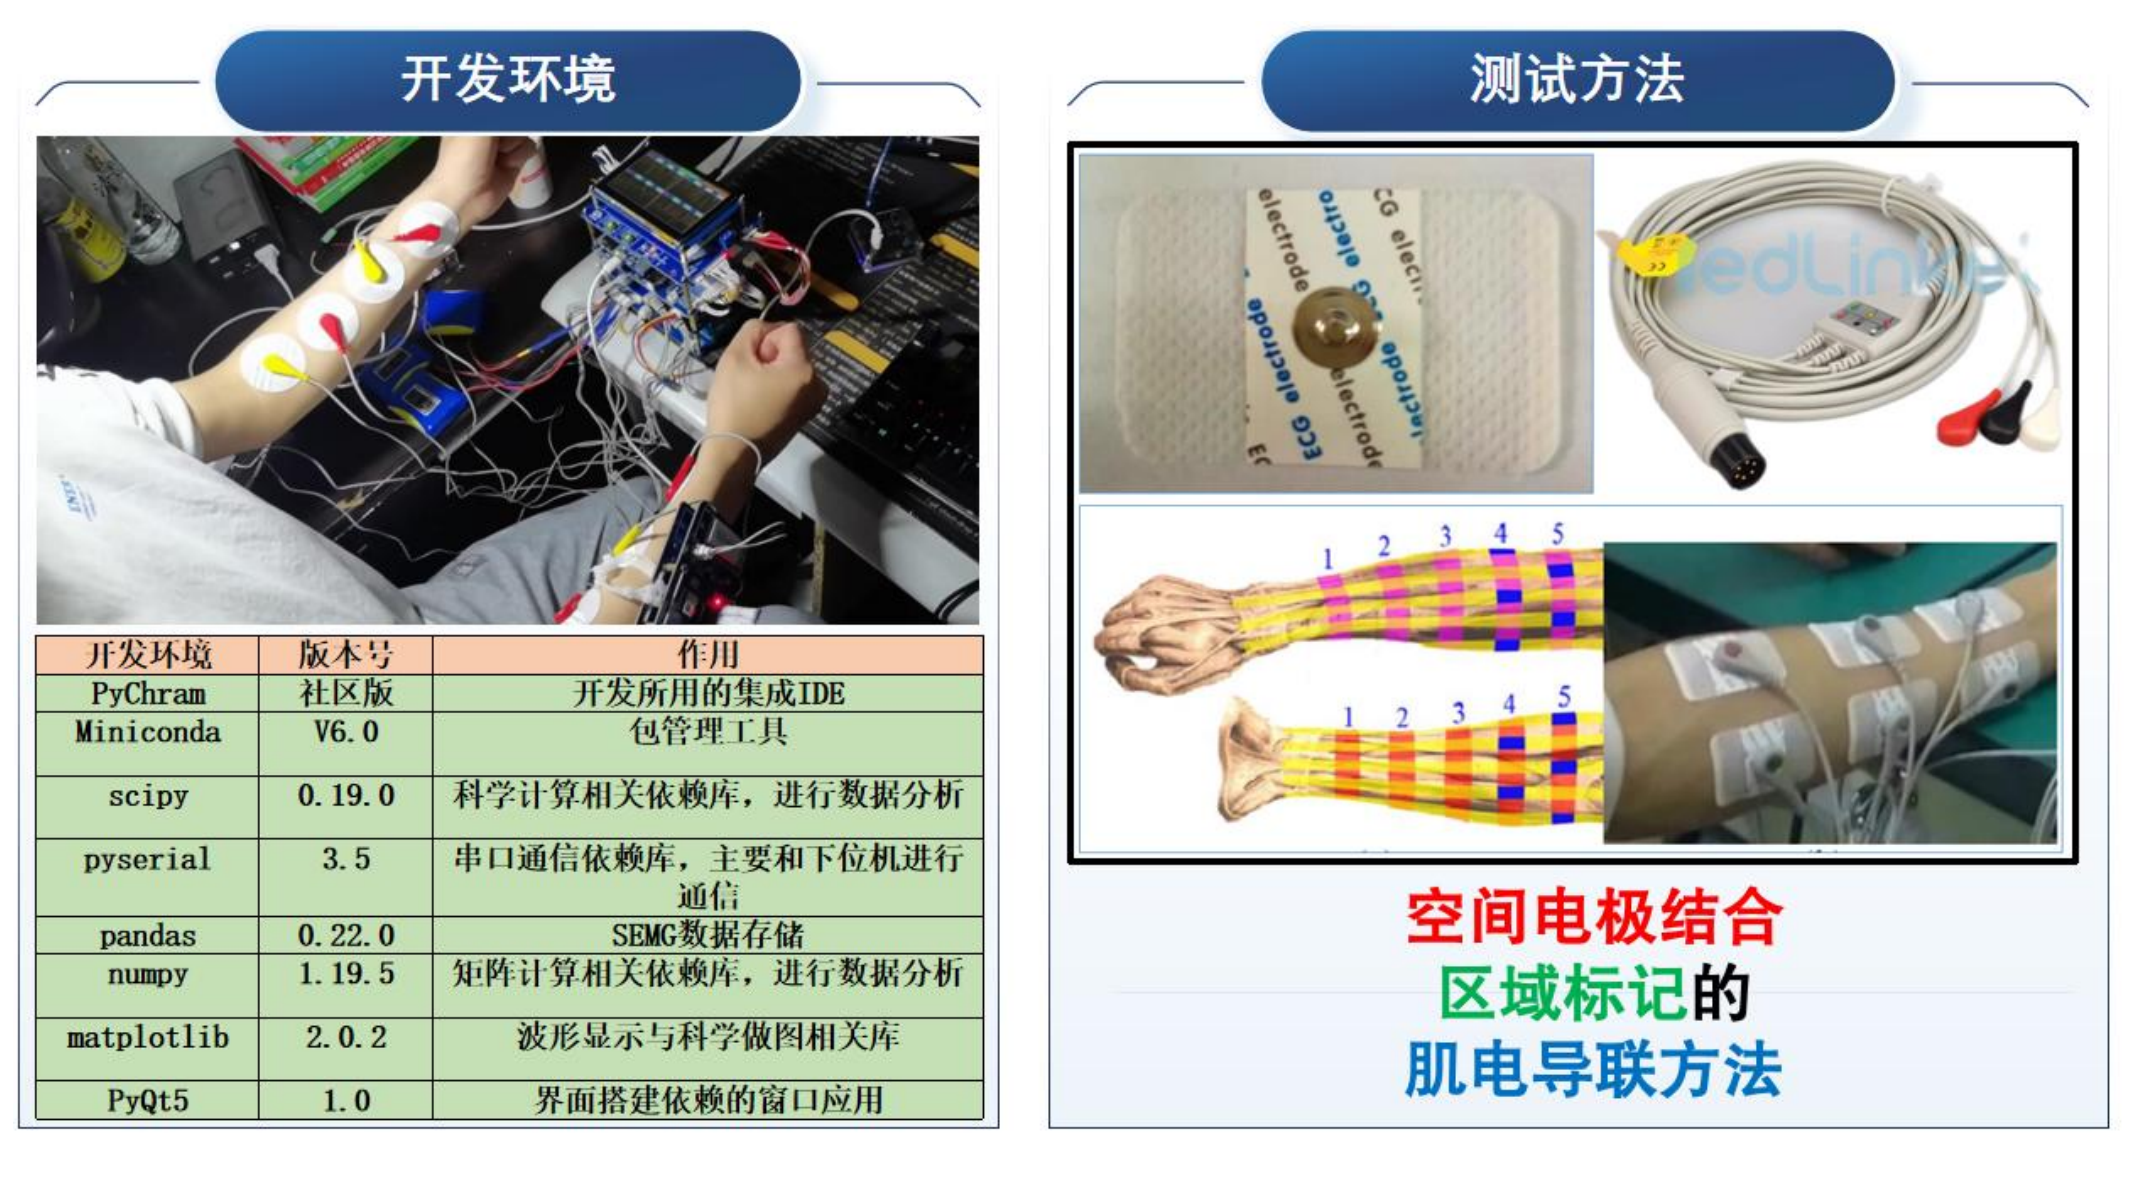 开发环境
开发环境 版本号 作用
PyChram 社区版 开发所用的集成IDE
Miniconda V6.0 包管理工具
scipy 0.19.0 科学计算相关依赖库，进行数据分析
pyserial 3.5 串口通信依赖库，主要和下位机进行
通信
pandas 0.22.0 SEMG数据存储
numpy 1.19.5 矩阵计算相关依赖库，进行数据分析
matplotlib 2.0.2 波形显示与科学做图相关库
PyQt5 1.0 界面搭建依赖的窗口应用
测试方法
electrode
electro
CG elect
ECG electrode
electrode
edLink
1 2 3 4 5
1 2 3 4 5
空间电极结合
区域标记的
肌电导联方法